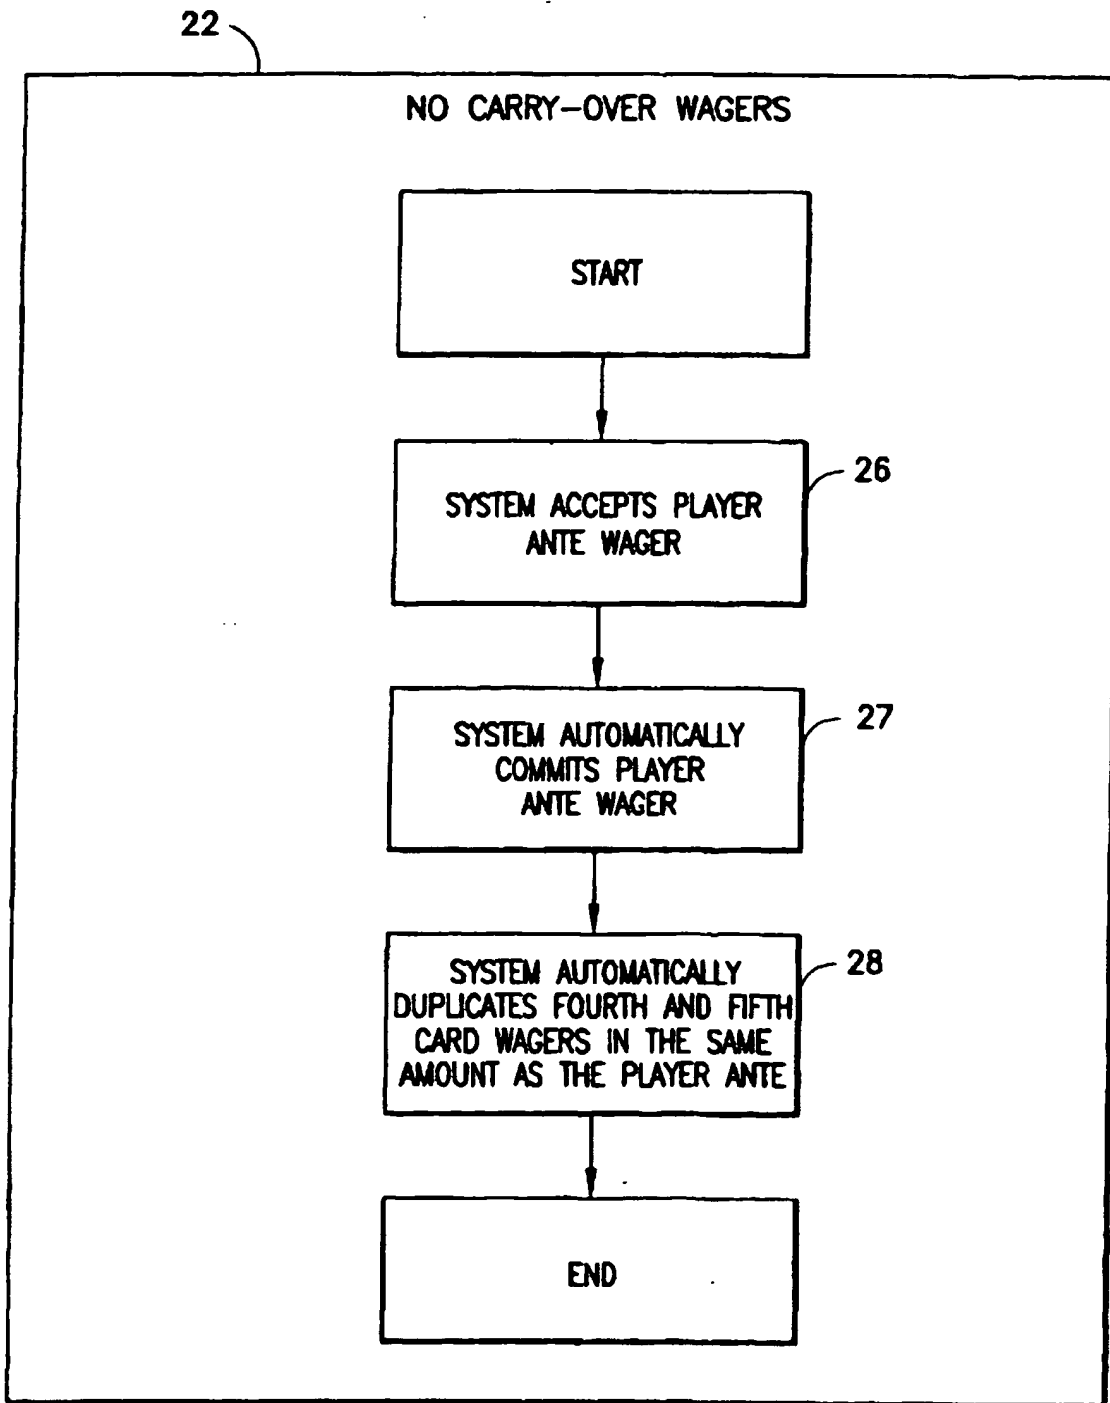 22
NO CARRY-OVER WAGERS
START
SYSTEM ACCEPTS PLAYER
ANTE WAGER
26
SYSTEM AUTOMATICALLY
COMMITS PLAYER
ANTE WAGER
27
SYSTEM AUTOMATICALLY
DUPLICATES FOURTH AND FIFTH
CARD WAGERS IN THE SAME
AMOUNT AS THE PLAYER ANTE
28
END